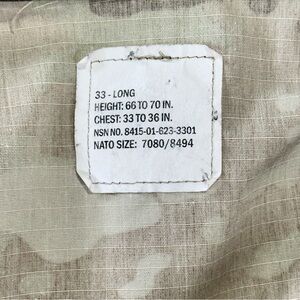 33 - LONG
HEIGHT: 66 TO 70 IN.
CHEST: 33 TO 36 IN.
NSN NO. 8415-01-623-3301
NATO SIZE: 7080/8494